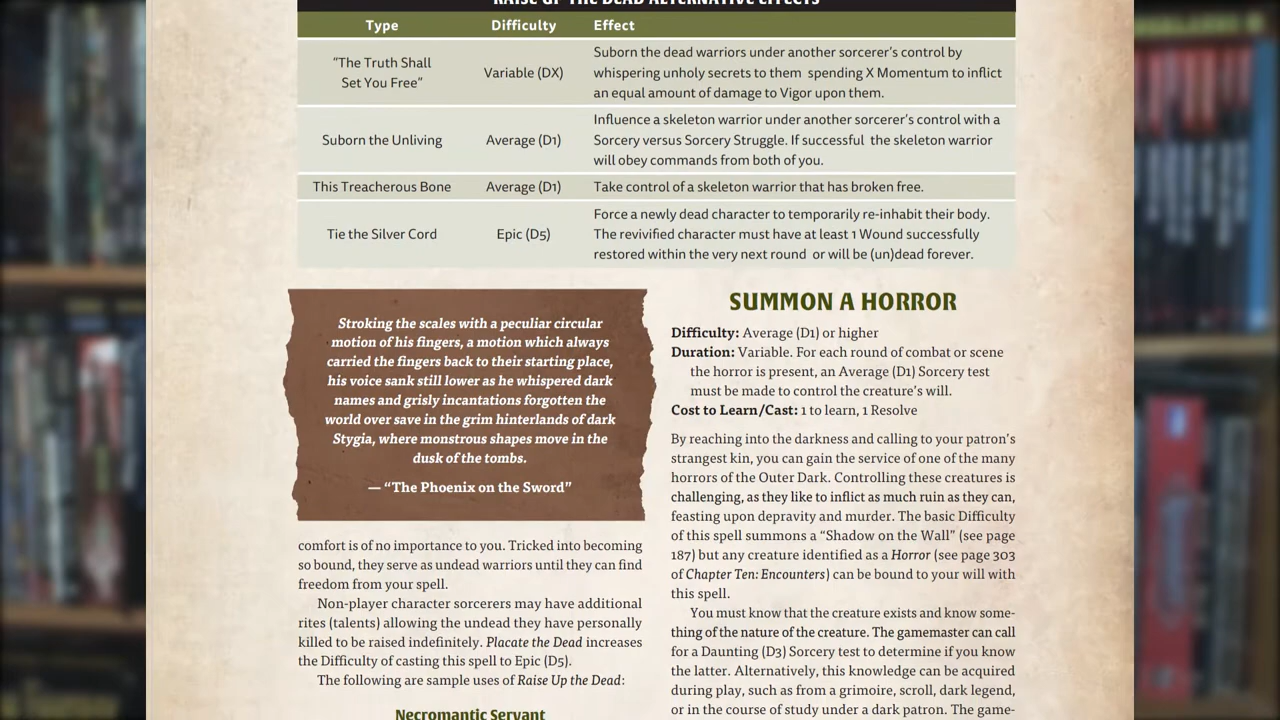 RAISE UP THE DEAD ALTERNATIVE EFFECTS
Type Difficulty Effect
"The Truth Shall
Set You Free"
Variable (DX)
Suborn the dead warriors under another sorcerer's control by
whispering unholy secrets to them  spending X Momentum to inflict
an equal amount of damage to Vigor upon them.
Suborn the Unliving
Average (D1)
Influence a skeleton warrior under another sorcerer's control with a
Sorcery versus Sorcery Struggle. If successful  the skeleton warrior
will obey commands from both of you.
This Treacherous Bone
Average (D1)
Take control of a skeleton warrior that has broken free.
Tie the Silver Cord
Epic (D5)
Force a newly dead character to temporarily re-inhabit their body.
The revivified character must have at least 1 Wound successfully
restored within the very next round  or will be (un)dead forever.
Stroking the scales with a peculiar circular
motion of his fingers, a motion which always
carried the fingers back to their starting place,
his voice sank still lower as he whispered dark
names and grisly incantations forgotten the
world over save in the grim hinterlands of dark
Stygia, where monstrous shapes move in the
dusk of the tombs.
— "The Phoenix on the Sword"
comfort is of no importance to you. Tricked into becoming
so bound, they serve as undead warriors until they can find
freedom from your spell.
Non-player character sorcerers may have additional
rites (talents) allowing the undead they have personally
killed to be raised indefinitely. Placate the Dead increases
the Difficulty of casting this spell to Epic (D5).
The following are sample uses of Raise Up the Dead:
Necromantic Servant
SUMMON A HORROR
Difficulty: Average (D1) or higher
Duration: Variable. For each round of combat or scene
the horror is present, an Average (D1) Sorcery test
must be made to control the creature's will.
Cost to Learn/Cast: 1 to learn, 1 Resolve
By reaching into the darkness and calling to your patron's
strangest kin, you can gain the service of one of the many
horrors of the Outer Dark. Controlling these creatures is
challenging, as they like to inflict as much ruin as they can,
feasting upon depravity and murder. The basic Difficulty
of this spell summons a "Shadow on the Wall" (see page
187) but any creature identified as a Horror (see page 303
of Chapter Ten: Encounters) can be bound to your will with
this spell.
You must know that the creature exists and know some-
thing of the nature of the creature. The gamemaster can call
for a Daunting (D3) Sorcery test to determine if you know
the latter. Alternatively, this knowledge can be acquired
during play, such as from a grimoire, scroll, dark legend,
or in the course of study under a dark patron. The game-